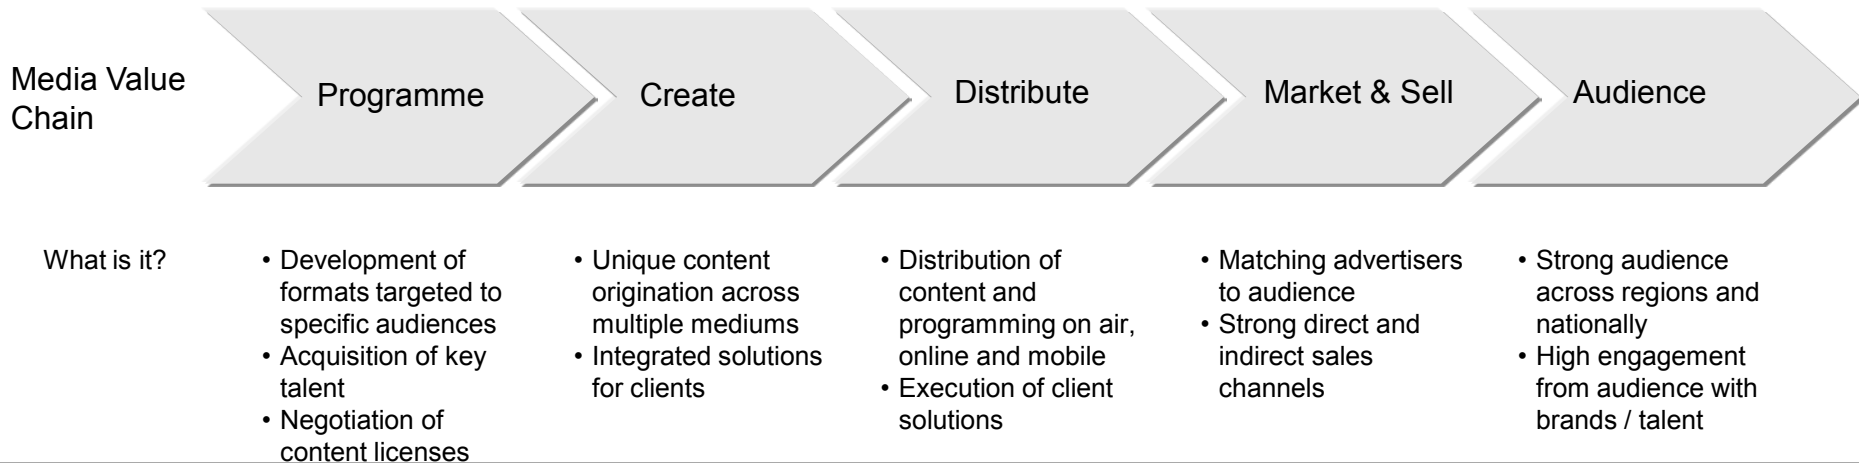 Media Value
Chain
Programme
Create
Distribute
Market & Sell
Audience
What is it?
• Development of
formats targeted to
specific audiences
• Acquisition of key
talent
• Negotiation of
content licenses
• Unique content
origination across
multiple mediums
• Integrated solutions
for clients
• Distribution of
content and
programming on air,
online and mobile
• Execution of client
solutions
• Matching advertisers
to audience
• Strong direct and
indirect sales
channels
• Strong audience
across regions and
nationally
• High engagement
from audience with
brands / talent